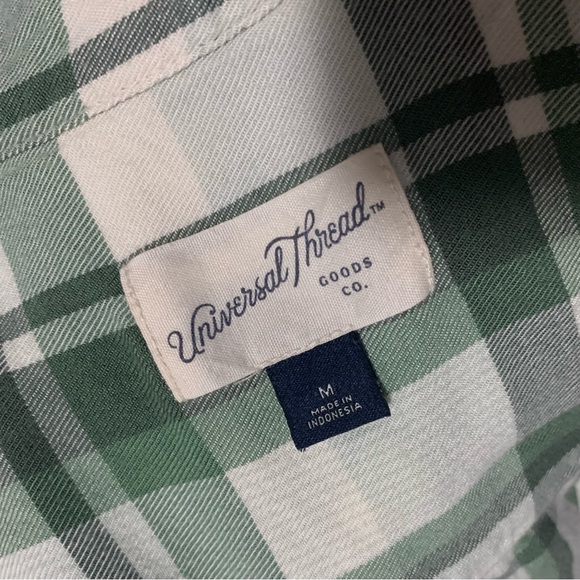 Universal Thread™
GOODS
CO.
M
MADE IN
INDONESIA